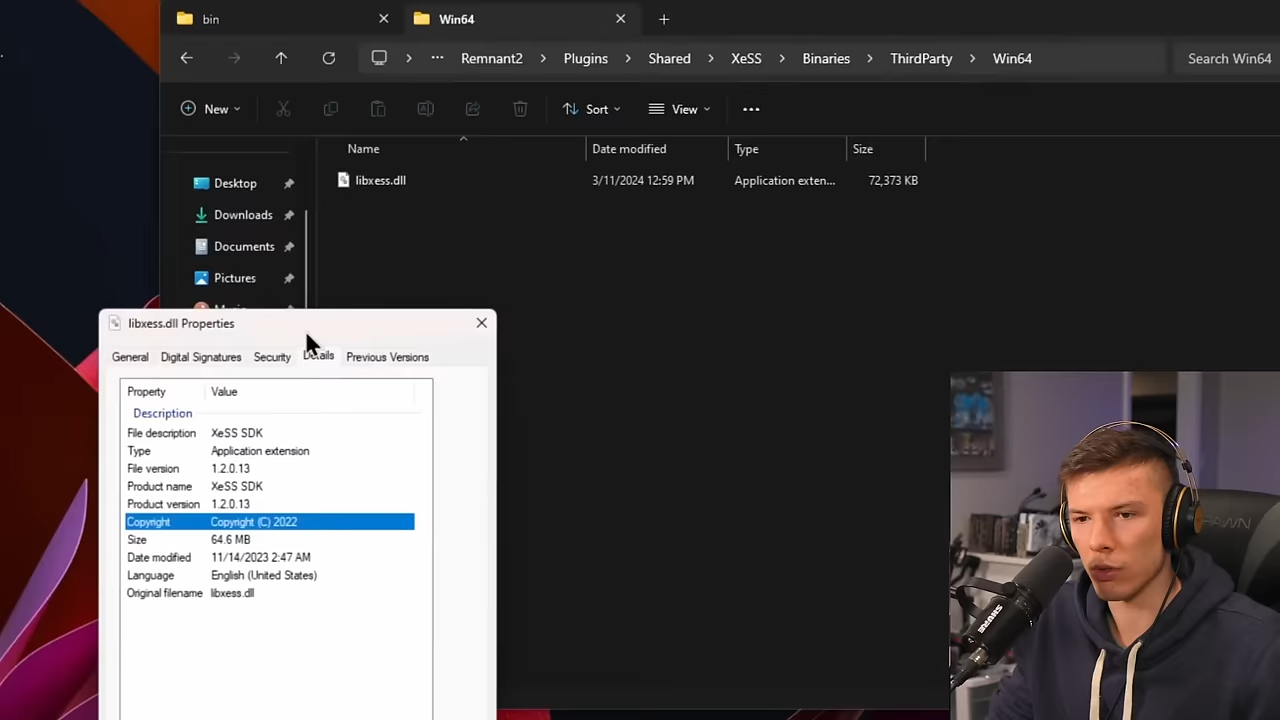 bin
Win64
Remnant2 > Plugins > Shared > XeSS > Binaries > ThirdParty > Win64
Search Win64
New
Sort
View
Name Date modified Type Size
Desktop
Downloads
Documents
Pictures
libxess.dll 3/11/2024 12:59 PM Application exten... 72,373 KB
libxess.dll Properties
General Digital Signatures Security Details Previous Versions
Property Value
Description
File description XeSS SDK
Type Application extension
File version 1.2.0.13
Product name XeSS SDK
Product version 1.2.0.13
Copyright Copyright (C) 2022
Size 64.6 MB
Date modified 11/14/2023 2:47 AM
Language English (United States)
Original filename libxess.dll
SHURE